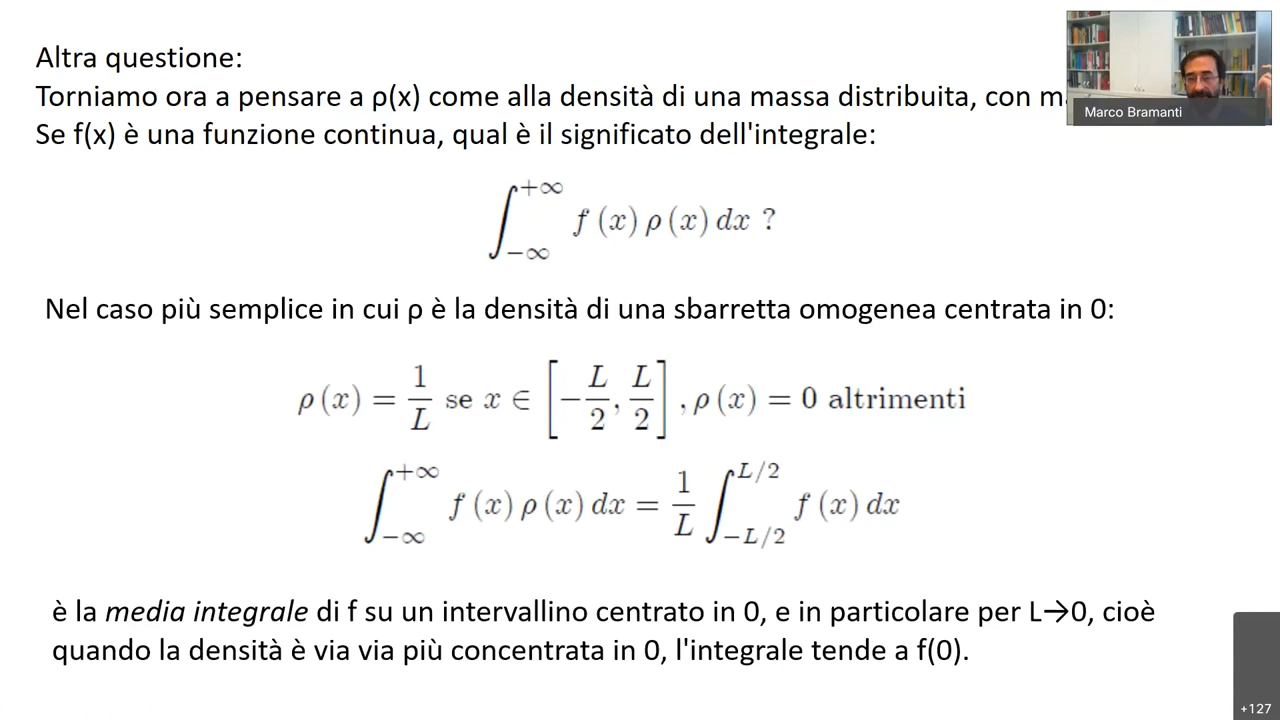 Altra questione:
Torniamo ora a pensare a ρ(x) come alla densità di una massa distribuita, con
Se f(x) è una funzione continua, qual è il significato dell'integrale:
∫_{−∞}^{+∞} f (x) ρ (x) dx ?
Nel caso più semplice in cui ρ è la densità di una sbarretta omogenea centrata in 0:
ρ (x) = 1/L se x ∈ [−L/2, L/2], ρ (x) = 0 altrimenti
∫_{−∞}^{+∞} f (x) ρ (x) dx = 1/L ∫_{−L/2}^{L/2} f (x) dx
è la media integrale di f su un intervallino centrato in 0, e in particolare per L→0, cioè
quando la densità è via via più concentrata in 0, l'integrale tende a f(0).
Marco Bramanti
+127